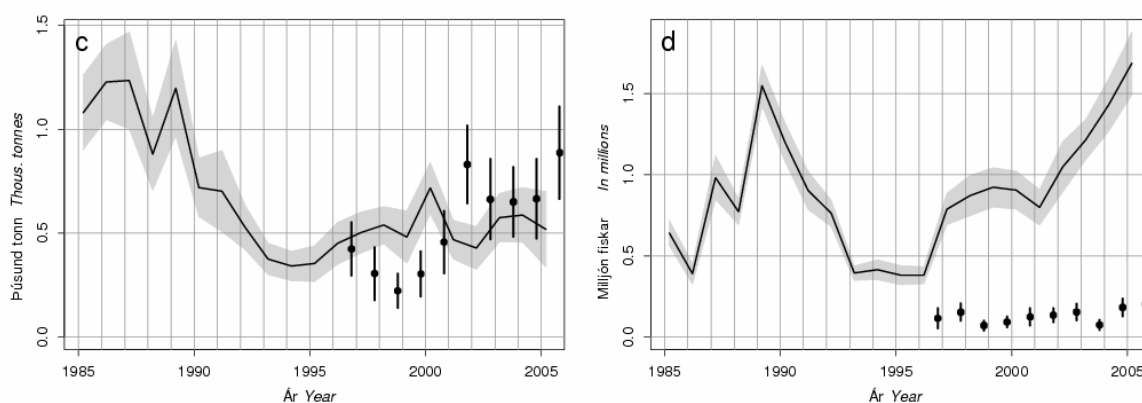 c
Þúsund tonn Thous. tonnes
1.5
1.0
0.5
0.0
1985 1990 1995 2000 2005
Ár Year
d
Milljón fiskar In millions
1.5
1.0
0.5
0.0
1985 1990 1995 2000 2005
Ár Year